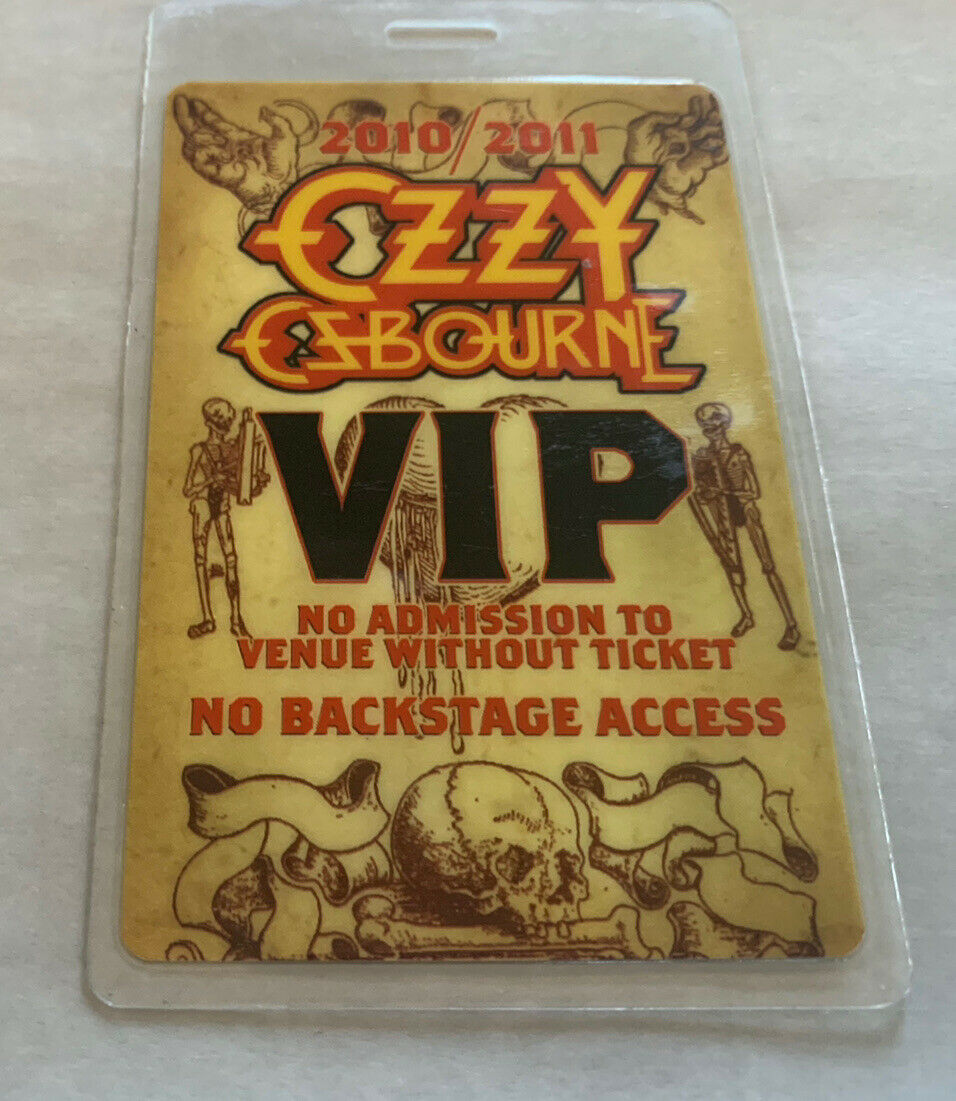 2010/2011
OZZY
OSBOURNE
VIP
NO ADMISSION TO
VENUE WITHOUT TICKET
NO BACKSTAGE ACCESS